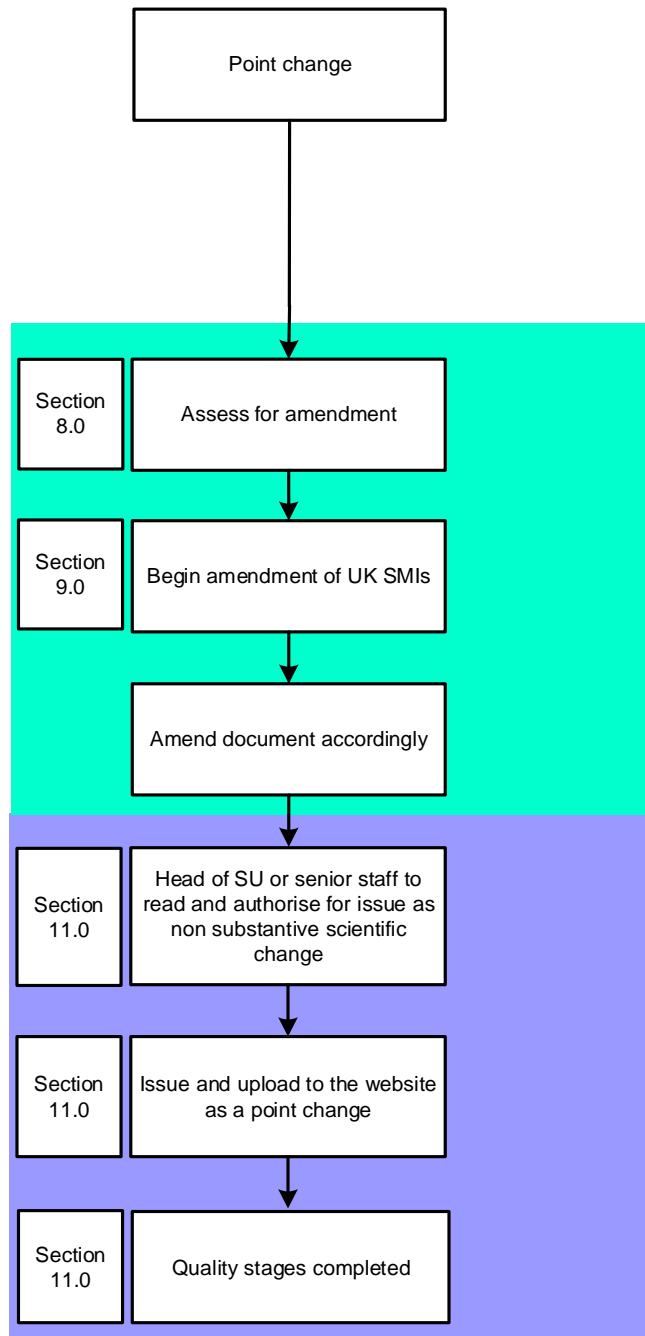 Point change
Section
8.0
Assess for amendment
Section
9.0
Begin amendment of UK SMIs
Amend document accordingly
Section
11.0
Head of SU or senior staff to
read and authorise for issue as
non substantive scientific
change
Section
11.0
Issue and upload to the website
as a point change
Section
11.0
Quality stages completed